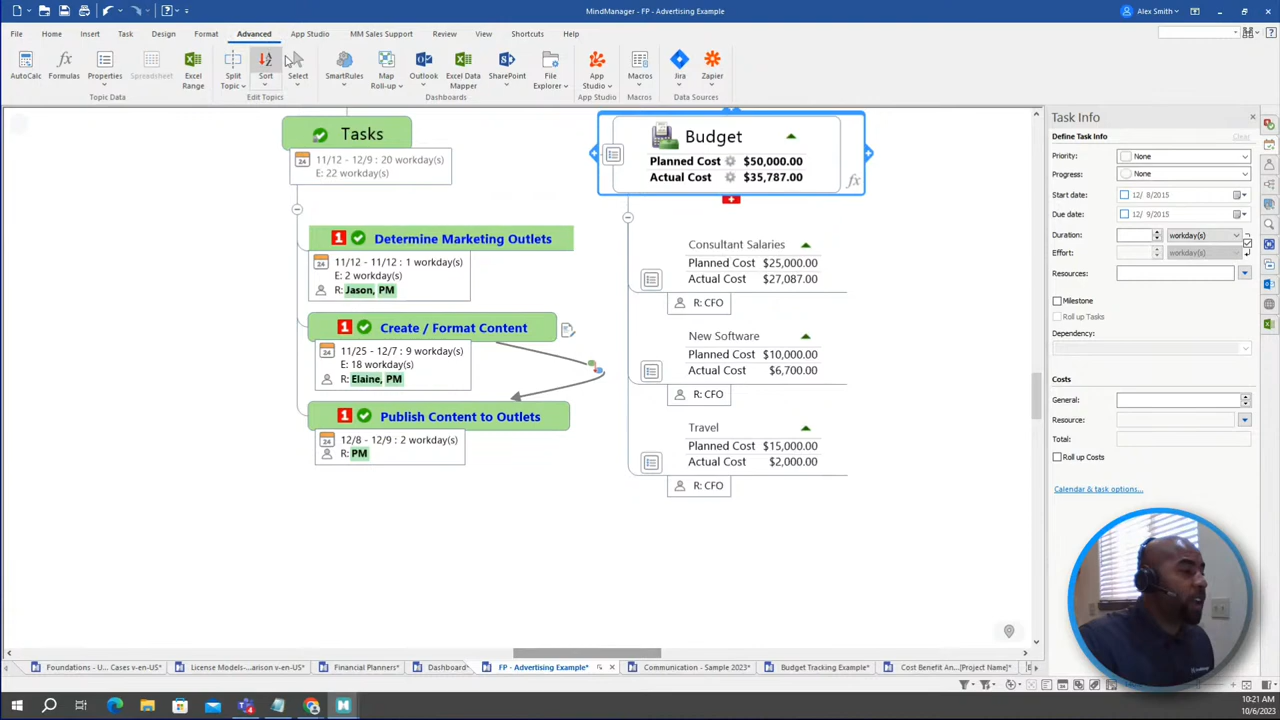 MindManager - FP - Advertising Example*
Alex Smith
File Home Insert Task Design Format Advanced App Studio MM Sales Support Review View Shortcuts Help
AutoCalc
Formulas
Properties
Spreadsheet
Excel Range
Split Topic
Sort
Select
SmartRules
Map Roll-up
Outlook
Excel Data Mapper
SharePoint
File Explorer
App Studio
Macros
Jira
Zapier
Topic Data
Edit Topics
Dashboards
App Studio
Macros
Data Sources
Tasks
11/12 - 12/9 : 20 workday(s)
E: 22 workday(s)
1 Determine Marketing Outlets
11/12 - 11/12 : 1 workday(s)
E: 2 workday(s)
R: Jason, PM
1 Create / Format Content
11/25 - 12/7 : 9 workday(s)
E: 18 workday(s)
R: Elaine, PM
1 Publish Content to Outlets
12/8 - 12/9 : 2 workday(s)
R: PM
Budget
Planned Cost $50,000.00
Actual Cost $35,787.00
fx
Consultant Salaries
Planned Cost $25,000.00
Actual Cost $27,087.00
R: CFO
New Software
Planned Cost $10,000.00
Actual Cost $6,700.00
R: CFO
Travel
Planned Cost $15,000.00
Actual Cost $2,000.00
R: CFO
Task Info
Define Task Info Clear
Priority: None
Progress: None
Start date: 12/ 8/2015
Due date: 12/ 9/2015
Duration: workday(s)
Effort: workday(s)
Resources:
Milestone
Roll up Tasks
Dependency:
Costs
General:
Resource:
Total:
Roll up Costs
Calendar & task options...
Foundations - U... Cases v-en-US*
License Models-...arison v-en-US*
Financial Planners*
Dashboard*
FP - Advertising Example*
Communication - Sample 2023*
Budget Tracking Example*
Cost Benefit An...[Project Name]*
10:21 AM
10/6/2023